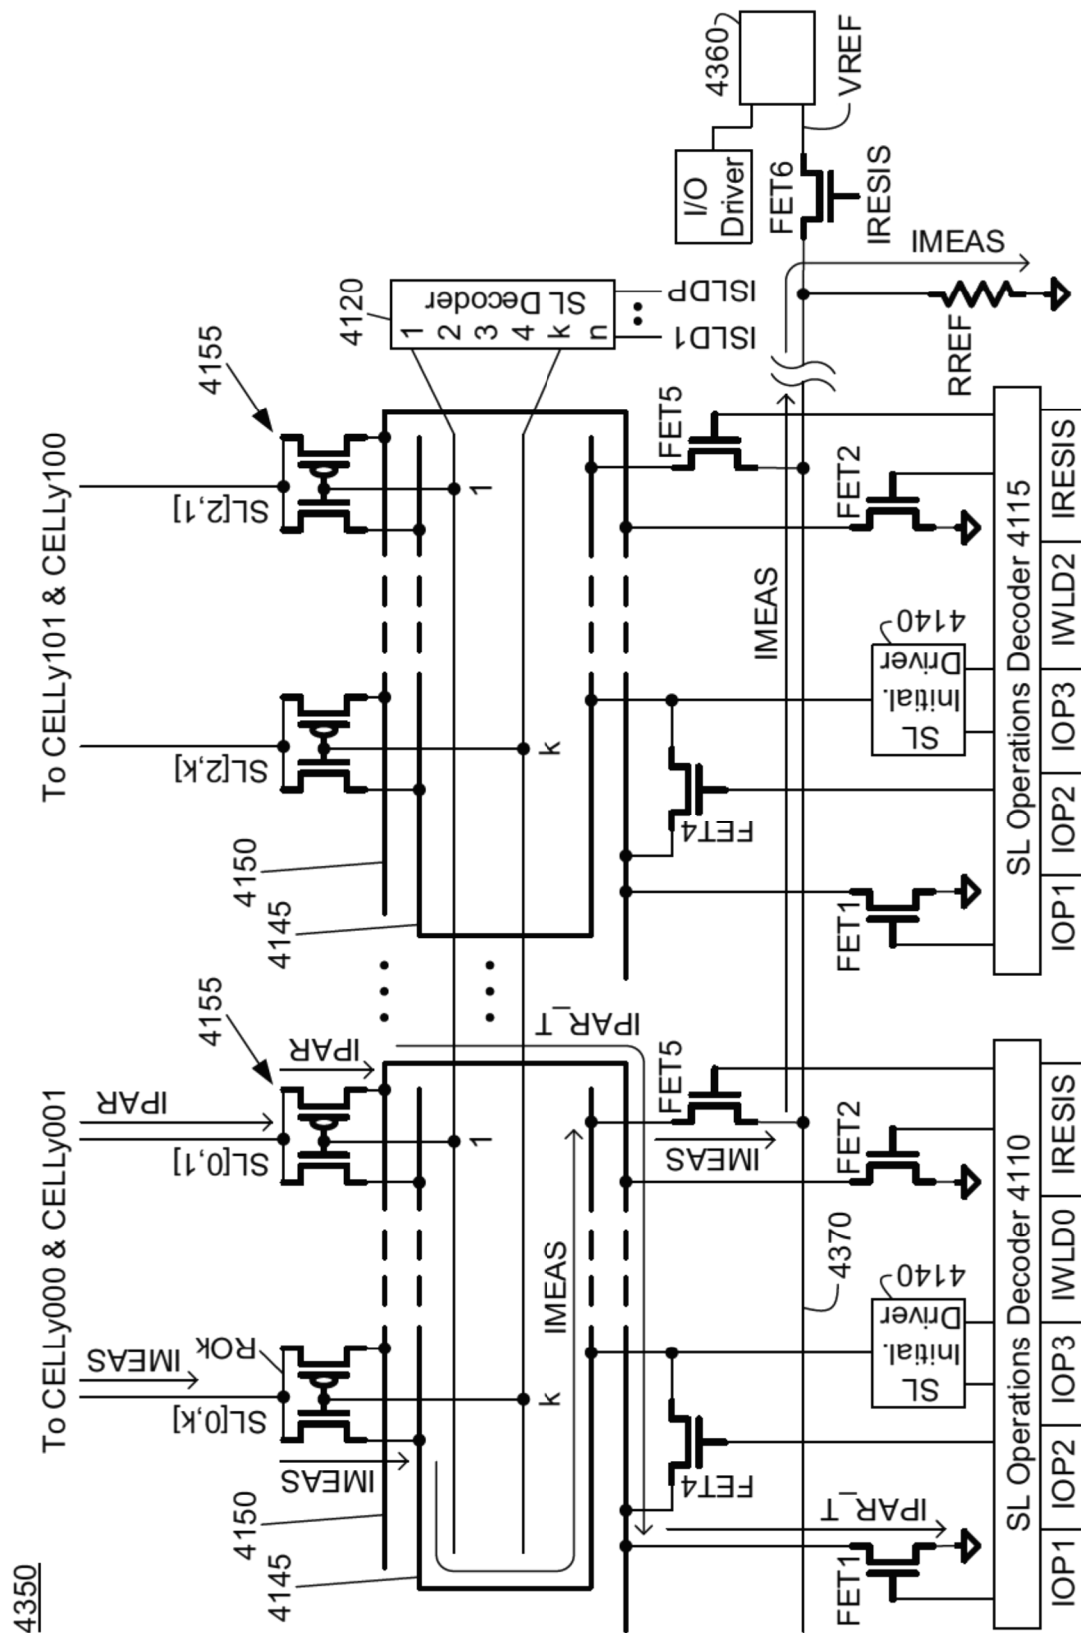 4350
To CELLy000 & CELLy001
To CELLy101 & CELLy100
IMEAS
IPAR
ROk
SL[0,k]
SL[0,1]
SL[2,k]
SL[2,1]
4155
4155
IMEAS
IPAR
4150
4145
4150
4145
4120
SL Decoder
1
2
3
4
k
n
ISLD1
ISLDP
k
1
k
1
IMEAS
IPAR_T
FET4
FET5
IMEAS
FET4
FET5
IMEAS
I/O
Driver
4360
FET6
VREF
IRESIS
IMEAS
RREF
4370
FET1
IPAR_T
SL
Initial.
Driver
4140
FET2
FET1
SL
Initial.
Driver
4140
FET2
SL Operations Decoder 4110
SL Operations Decoder 4115
IOP1
IOP2
IOP3
IWLD0
IRESIS
IOP1
IOP2
IOP3
IWLD2
IRESIS